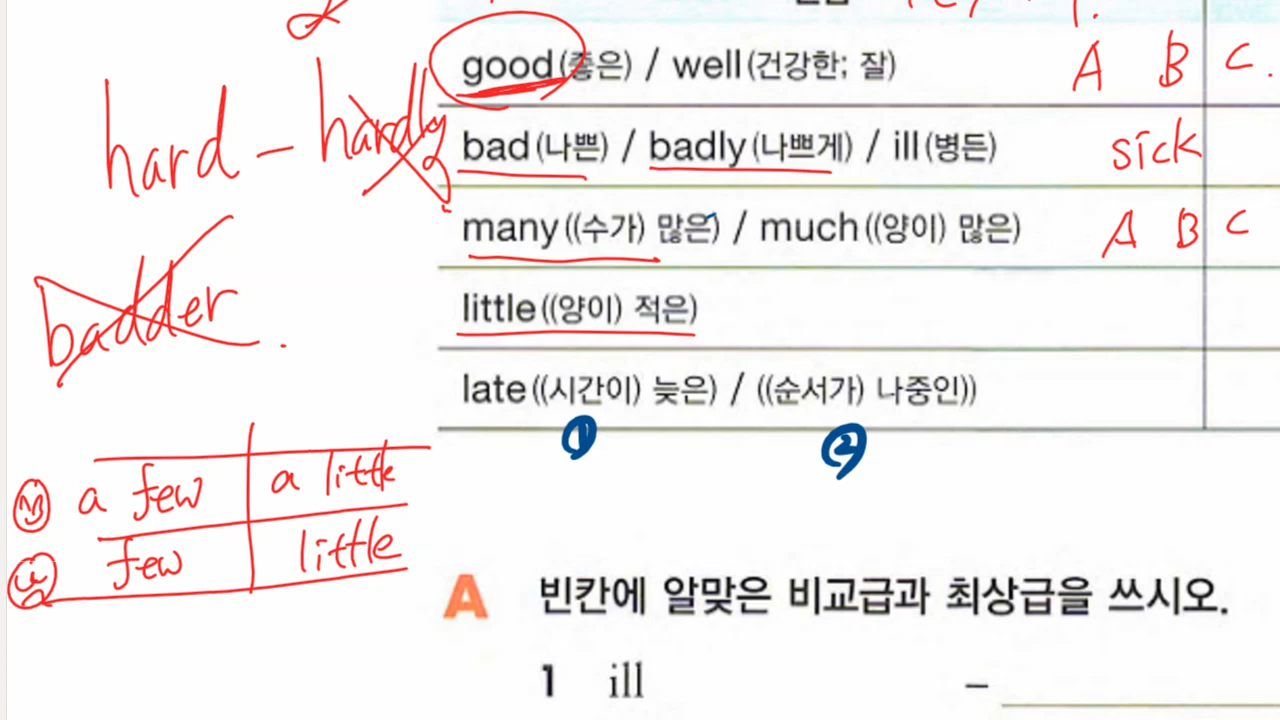 good(좋은) / well(건강한; 잘) A B C.
hard – hardly
bad(나쁜) / badly(나쁘게) / ill(병든) sick
many((수가) 많은) / much((양이) 많은) A B C
badder.
little((양이) 적은)
late((시간이) 늦은) / ((순서가) 나중인))
① ②
a few a little
few little
A 빈칸에 알맞은 비교급과 최상급을 쓰시오.
1 ill –